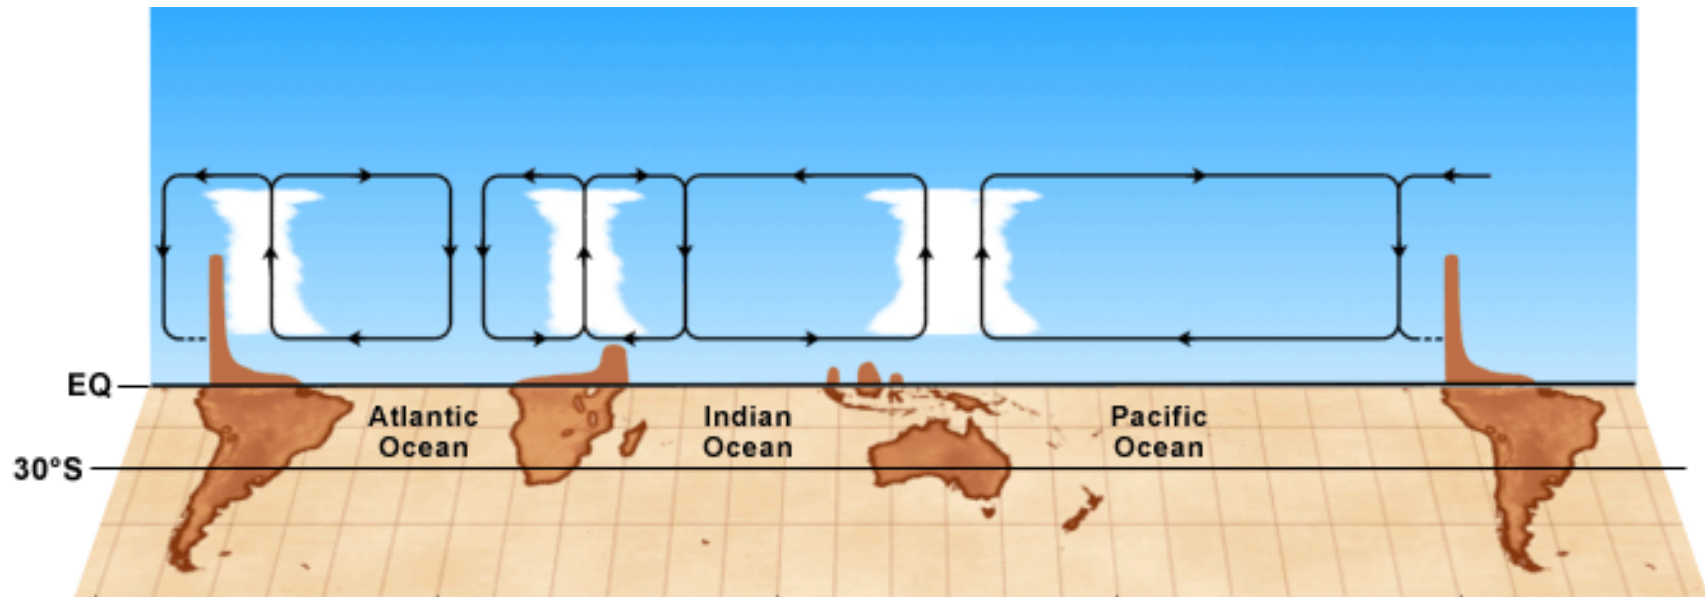 EQ
Atlantic
Ocean
Indian
Ocean
Pacific
Ocean
30°S